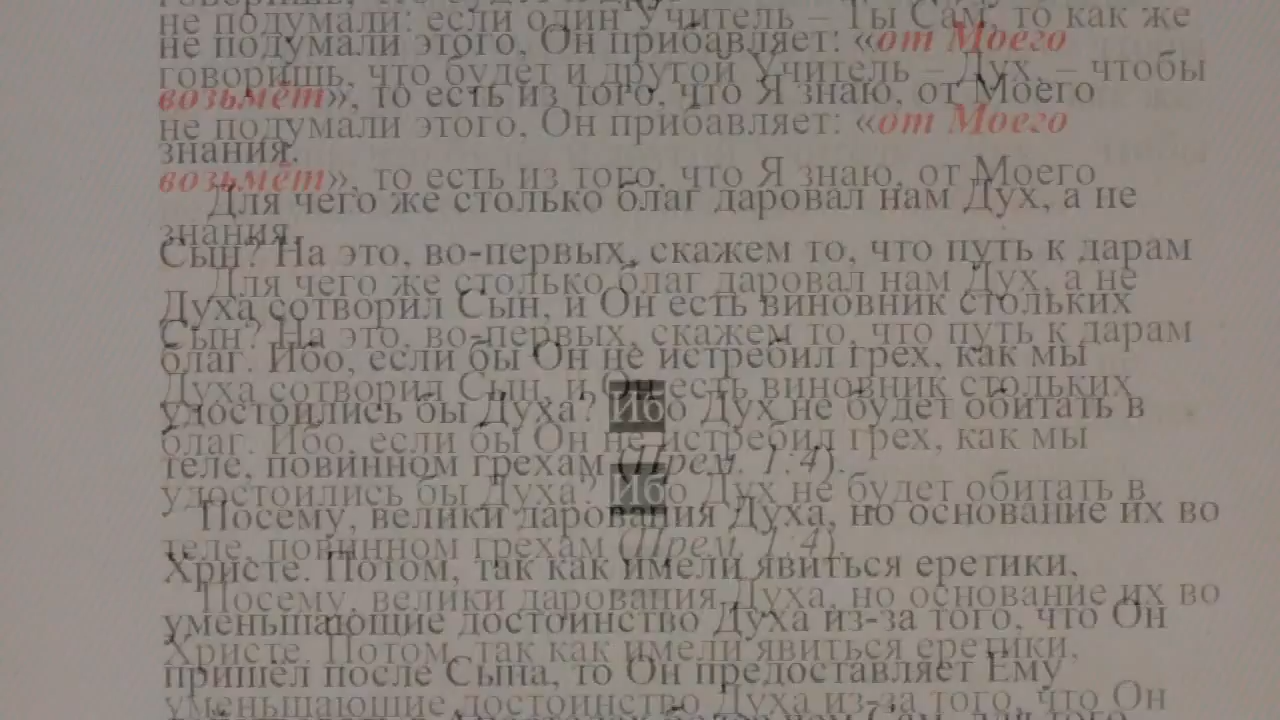 не подумали: если один Учитель – Ты Сам, то как же
говоришь, что будет и другой Учитель – Дух, – чтобы
не подумали этого, Он прибавляет: «от Моего
возьмет», то есть из того, что Я знаю, от Моего
знания.
Для чего же столько благ даровал нам Дух, а не
Сын? На это, во-первых, скажем то, что путь к дарам
Духа сотворил Сын, и Он есть виновник стольких
благ. Ибо, если бы Он не истребил грех, как мы
удостоились бы Духа? Ибо Дух не будет обитать в
теле, повинном грехам (Прем. 1:4).
Посему, велики дарования Духа, но основание их во
Христе. Потом, так как имели явиться еретики,
уменьшающие достоинство Духа из-за того, что Он
пришел после Сына, то Он предоставляет Ему